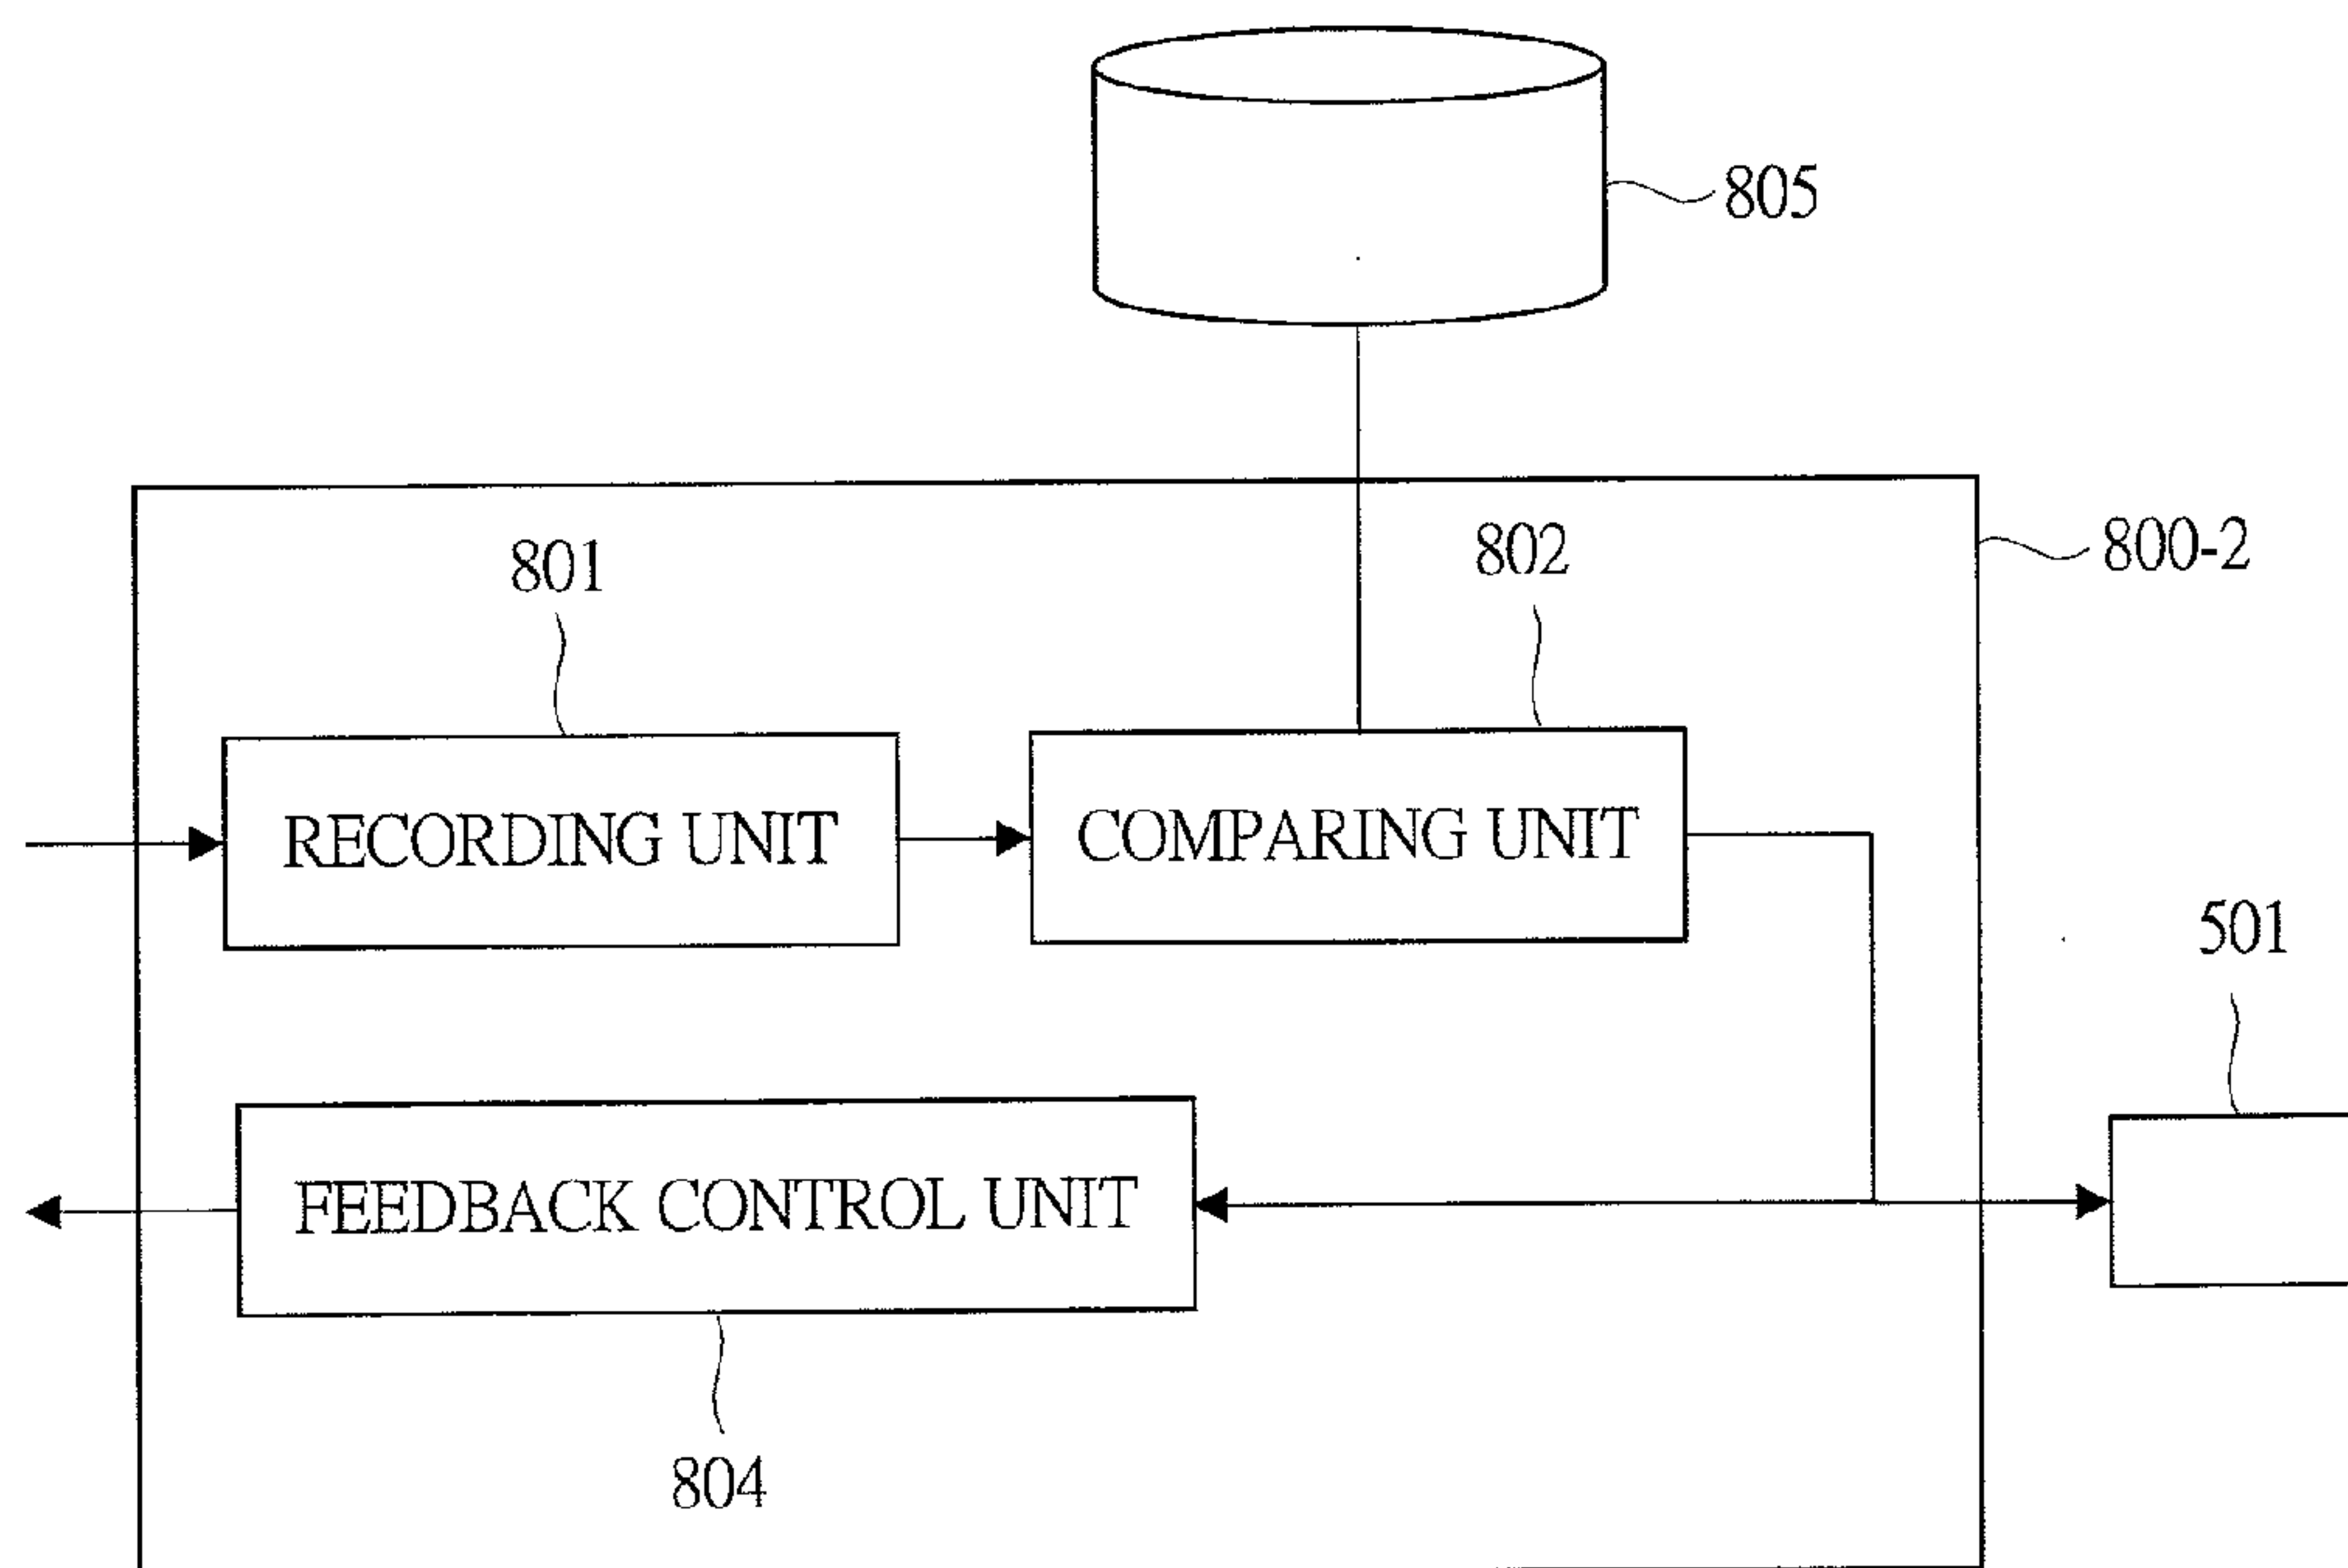 805
800-2
801
802
RECORDING UNIT
COMPARING UNIT
501
FEEDBACK CONTROL UNIT
804